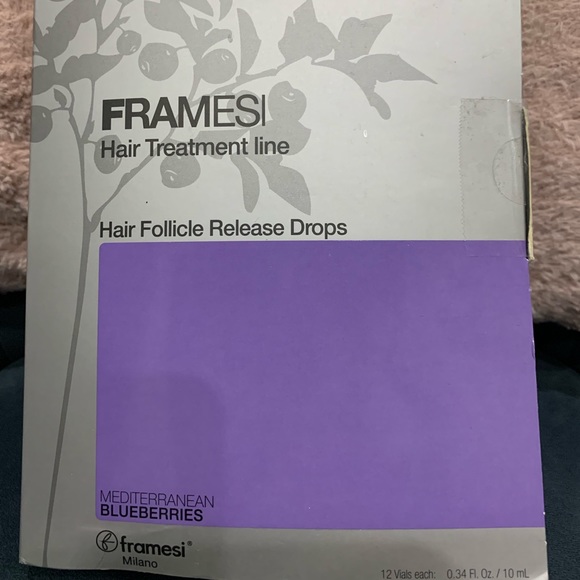 FRAMESI
Hair Treatment line
Hair Follicle Release Drops
MEDITERRANEAN
BLUEBERRIES
framesi®
Milano
12 Vials each: 0.34 Fl. Oz. / 10 mL